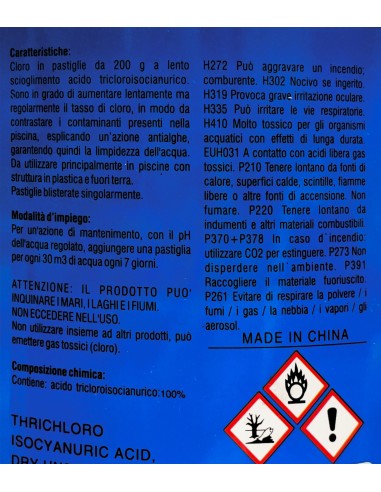 Caratteristiche:
Cloro in pastiglie da 200 g a lento
scioglimento acido tricloroisocianurico.
Sono in grado di aumentare lentamente ma
regolarmente il tasso di cloro, in modo da
contrastare i contaminanti presenti nella
piscina, esplicando un'azione antialghe,
garantendo quindi la limpidezza dell'acqua.
Da utilizzare principalmente in piscine con
struttura in plastica e fuori terra.
Pastiglie blisterate singolarmente.
Modalità d'impiego:
Per un'azione di mantenimento, con il pH
dell'acqua regolato, aggiungere una pastiglia
per ogni 30 m3 di acqua ogni 7 giorni.
ATTENZIONE: IL PRODOTTO PUO'
INQUINARE I MARI, I LAGHI E I FIUMI.
NON ECCEDERE NELL'USO.
Non utilizzare insieme ad altri prodotti, può
emettere gas tossici (cloro).
Composizione chimica:
Contiene: acido tricloroisocianurico:100%
THRICHLORO
ISOCYANURIC ACID,
H272 Può aggravare un incendio;
comburente. H302 Nocivo se ingerito.
H319 Provoca grave irritazione oculare.
H335 Può irritare le vie respiratorie.
H410 Molto tossico per gli organismi
acquatici con effetti di lunga durata.
EUH031 A contatto con acidi libera gas
tossici. P210 Tenere lontano da fonti di
calore, superfici calde, scintille, fiamme
libere o altre fonti di accensione. Non
fumare. P220 Tenere lontano da
indumenti e altri materiali combustibili.
P370+P378 In caso d'incendio:
utilizzare CO2 per estinguere. P273 Non
disperdere nell'ambiente. P391
Raccogliere il materiale fuoriuscito.
P261 Evitare di respirare la polvere / i
fumi / i gas / la nebbia / i vapori / gli
aerosol.
MADE IN CHINA